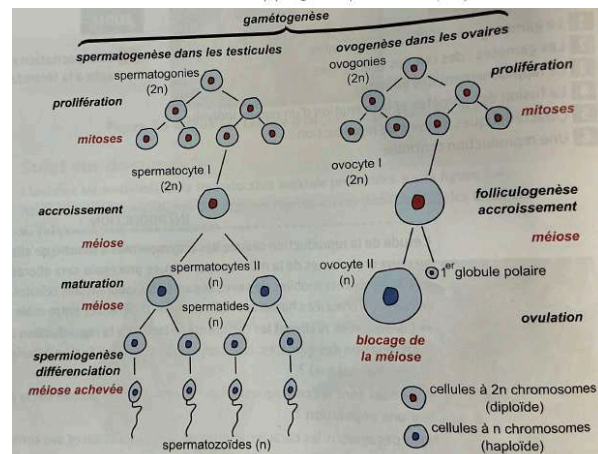 gamétogenèse
spermatogenèse dans les testicules
spermatogonies
(2n)
prolifération
mitoses
spermatocyte I
(2n)
accroissement
méiose
spermatocytes II
(n)
maturation
méiose
spermatides
(n)
spermiogenèse
différenciation
méiose achevée
spermatozoïdes (n)
ovogenèse dans les ovaires
ovogonies
(2n)
prolifération
mitoses
ovocyte I
(2n)
folliculogenèse
accroissement
méiose
ovocyte II
(n)
1er globule polaire
ovulation
blocage de
la méiose
cellules à 2n chromosomes
(diploïde)
cellules à n chromosomes
(haploïde)